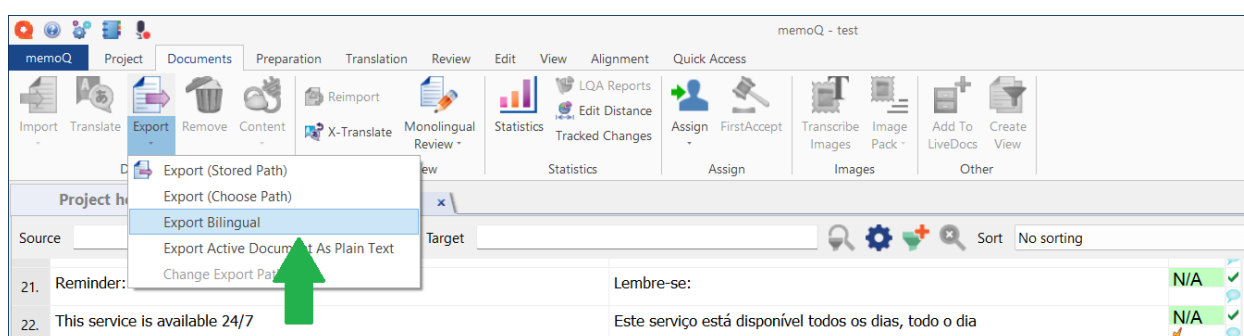 memoQ - test
memoQ Project Documents Preparation Translation Review Edit View Alignment Quick Access
Import Translate Export Remove Content
Reimport
X-Translate
Monolingual
Review
Statistics
LQA Reports
Edit Distance
Tracked Changes
Assign FirstAccept
Transcribe
Images
Image
Pack
Add To
LiveDocs
Create
View
Statistics Assign Images Other
Export (Stored Path)
Export (Choose Path)
Export Bilingual
Export Active Document As Plain Text
Change Export
Project
Source Target Sort No sorting
21. Reminder: Lembre-se: N/A
22. This service is available 24/7 Este serviço está disponível todos os dias, todo o dia N/A